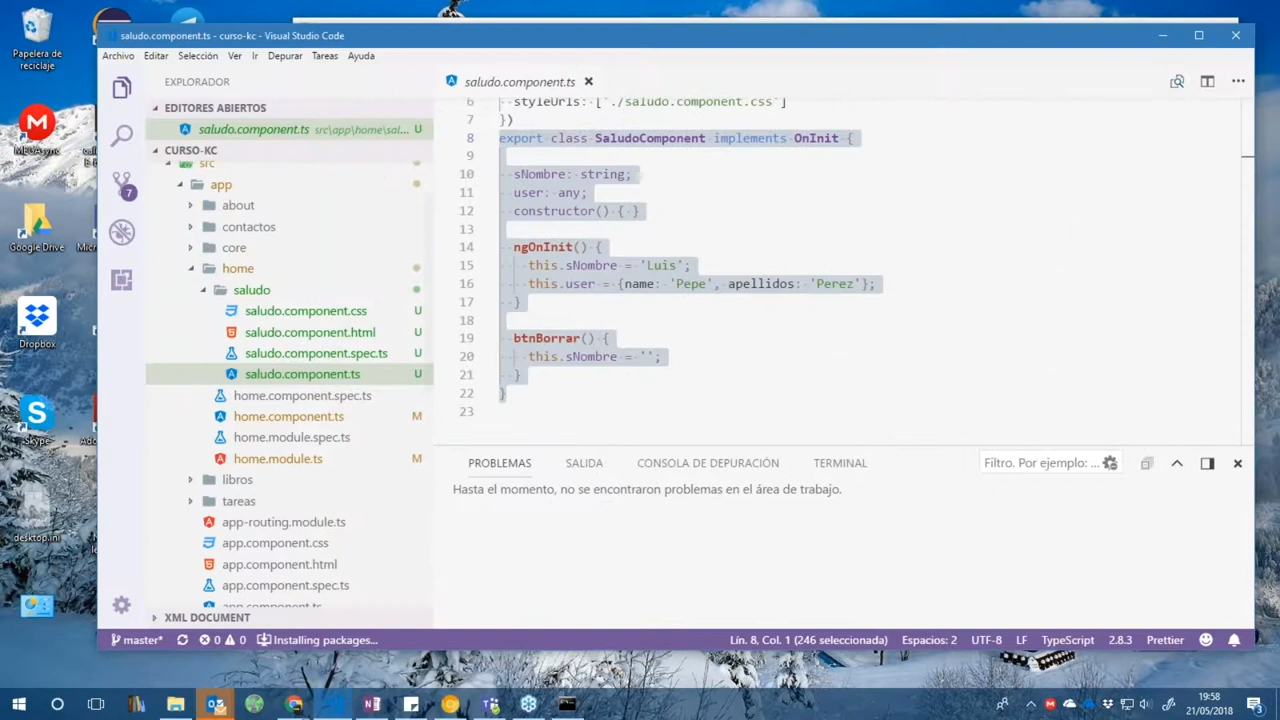 Papelera de
reciclaje
MEGAsync
Google Drive
Dropbox
Skype
desktop.ini
saludo.component.ts - curso-kc - Visual Studio Code
Archivo Editar Selección Ver Ir Depurar Tareas Ayuda
EXPLORADOR
EDITORES ABIERTOS
saludo.component.ts src\app\home\sal... U
CURSO-KC
src
app
about
contactos
core
home
saludo
saludo.component.css U
saludo.component.html U
saludo.component.spec.ts U
saludo.component.ts U
home.component.spec.ts
home.component.ts M
home.module.spec.ts
home.module.ts M
libros
tareas
app-routing.module.ts
app.component.css
app.component.html
app.component.spec.ts
app.component.ts
XML DOCUMENT
7
saludo.component.ts
6 styleUrls: ['./saludo.component.css']
7 })
8 export class SaludoComponent implements OnInit {
9
10 sNombre: string;
11 user: any;
12 constructor() { }
13
14 ngOnInit() {
15 this.sNombre = 'Luis';
16 this.user = {name: 'Pepe', apellidos: 'Perez'};
17 }
18
19 btnBorrar() {
20 this.sNombre = '';
21 }
22 }
23
PROBLEMAS SALIDA CONSOLA DE DEPURACIÓN TERMINAL Filtro. Por ejemplo: ...
Hasta el momento, no se encontraron problemas en el área de trabajo.
master* 0 0 Installing packages... Lín. 8, Col. 1 (246 seleccionada) Espacios: 2 UTF-8 LF TypeScript 2.8.3 Prettier
19:58
21/05/2018
3